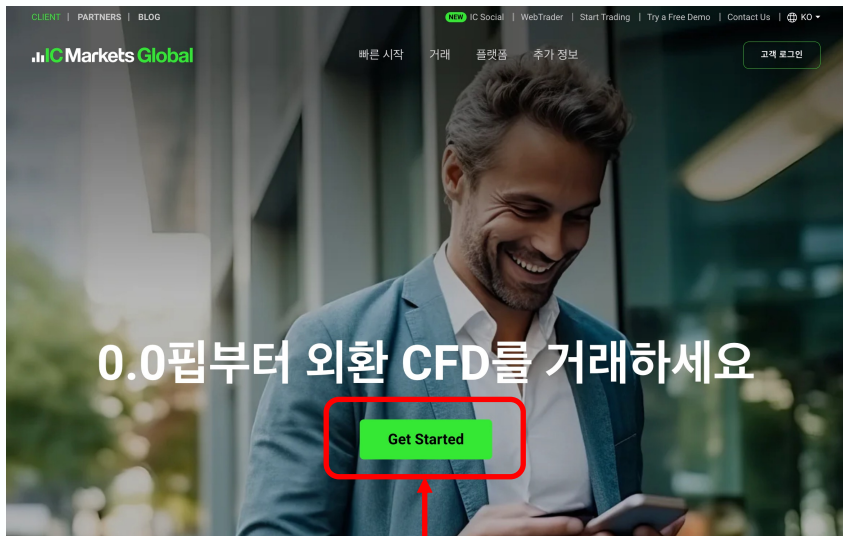 CLIENT | PARTNERS | BLOG
NEW IC Social | WebTrader | Start Trading | Try a Free Demo | Contact Us | KO
IC Markets Global
빠른 시작 거래 플랫폼 추가 정보
고객 로그인
0.0핍부터 외환 CFD를 거래하세요
Get Started